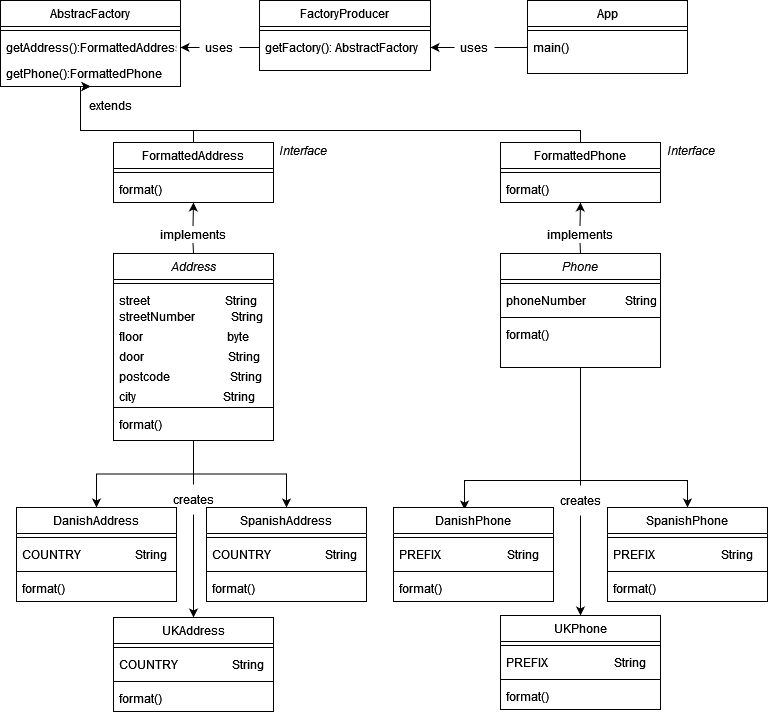 AbstracFactory
FactoryProducer
App
getAddress():FormattedAddres
uses
getFactory(): AbstractFactory
uses
main()
getPhone():FormattedPhone
extends
FormattedAddress
Interface
FormattedPhone
Interface
format()
format()
implements
implements
Address
Phone
street String
streetNumber String
floor byte
door String
postcode String
city String
format()
phoneNumber String
format()
creates
creates
DanishAddress
SpanishAddress
DanishPhone
SpanishPhone
COUNTRY String
COUNTRY String
PREFIX String
PREFIX String
format()
format()
format()
format()
UKAddress
UKPhone
COUNTRY String
PREFIX String
format()
format()